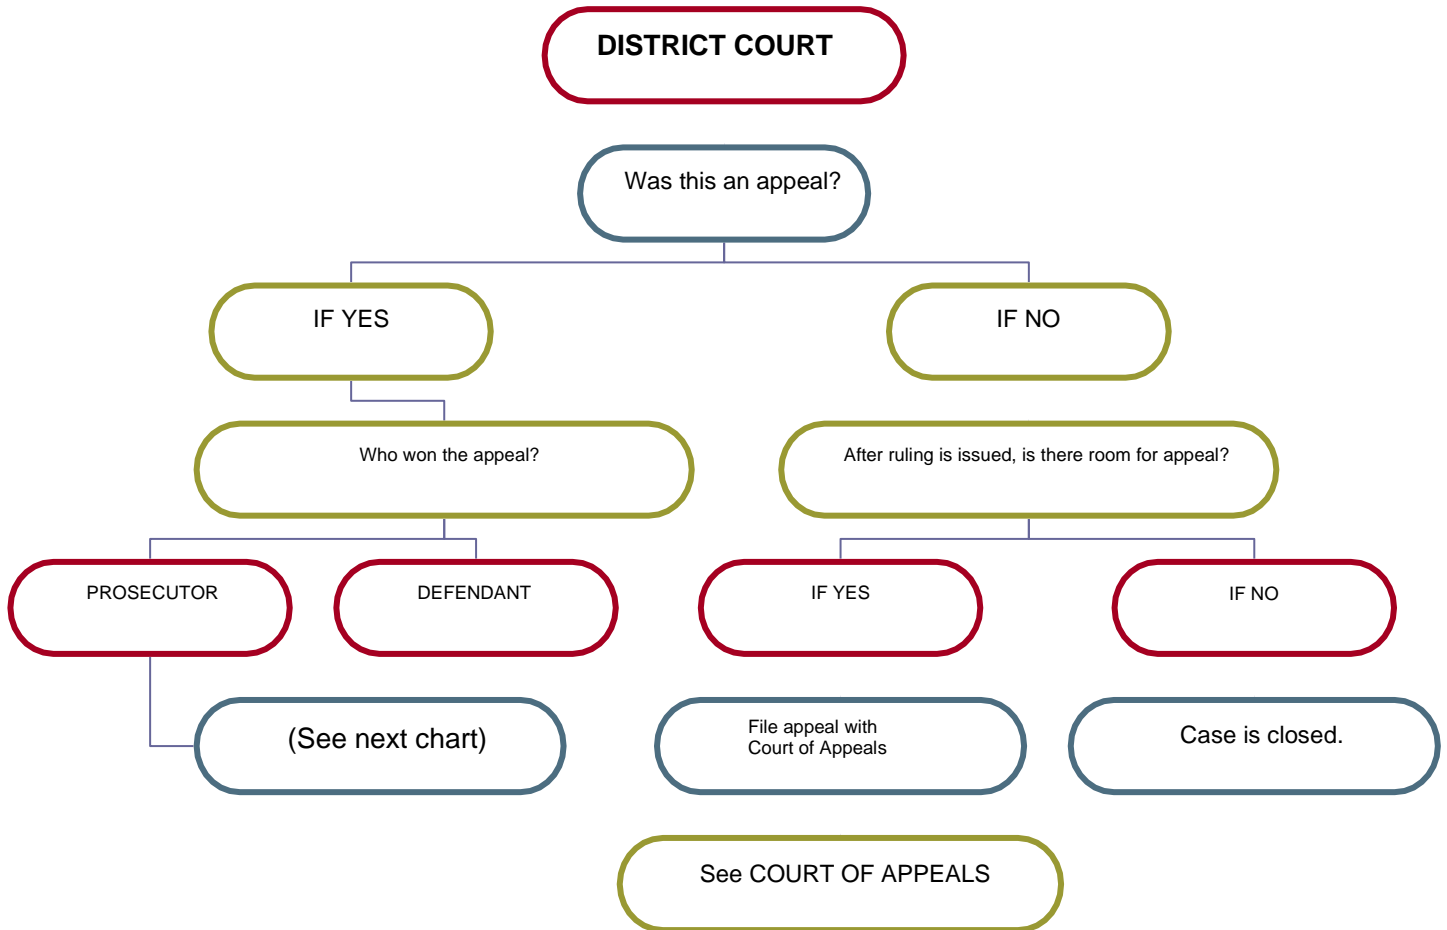 DISTRICT COURT
Was this an appeal?
IF YES
IF NO
Who won the appeal?
After ruling is issued, is there room for appeal?
PROSECUTOR
DEFENDANT
IF YES
IF NO
(See next chart)
File appeal with
Court of Appeals
Case is closed.
See COURT OF APPEALS